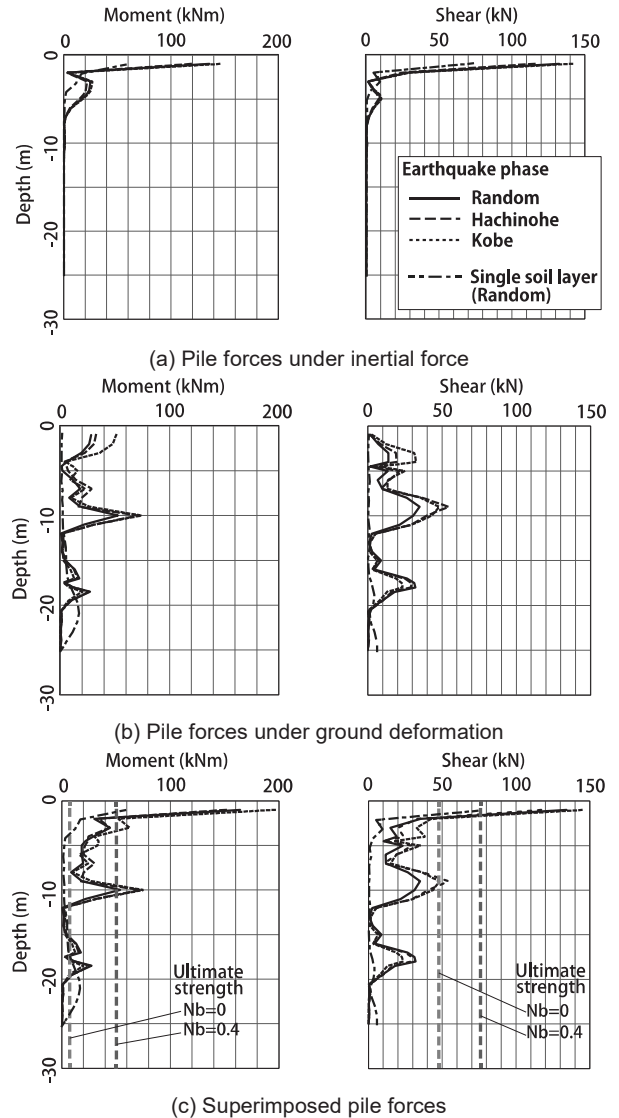 Moment (kNm)
0 100 200
Shear (kN)
0 50 100 150
Depth (m)
0
-10
-20
-30
Earthquake phase
Random
Hachinohe
Kobe
Single soil layer
(Random)
(a) Pile forces under inertial force
Moment (kNm)
0 100 200
Shear (kN)
0 50 100 150
Depth (m)
0
-10
-20
-30
(b) Pile forces under ground deformation
Moment (kNm)
0 100 200
Shear (kN)
0 50 100 150
Depth (m)
0
-10
-20
-30
Ultimate
strength
Nb=0
Nb=0.4
Ultimate
strength
Nb=0
Nb=0.4
(c) Superimposed pile forces